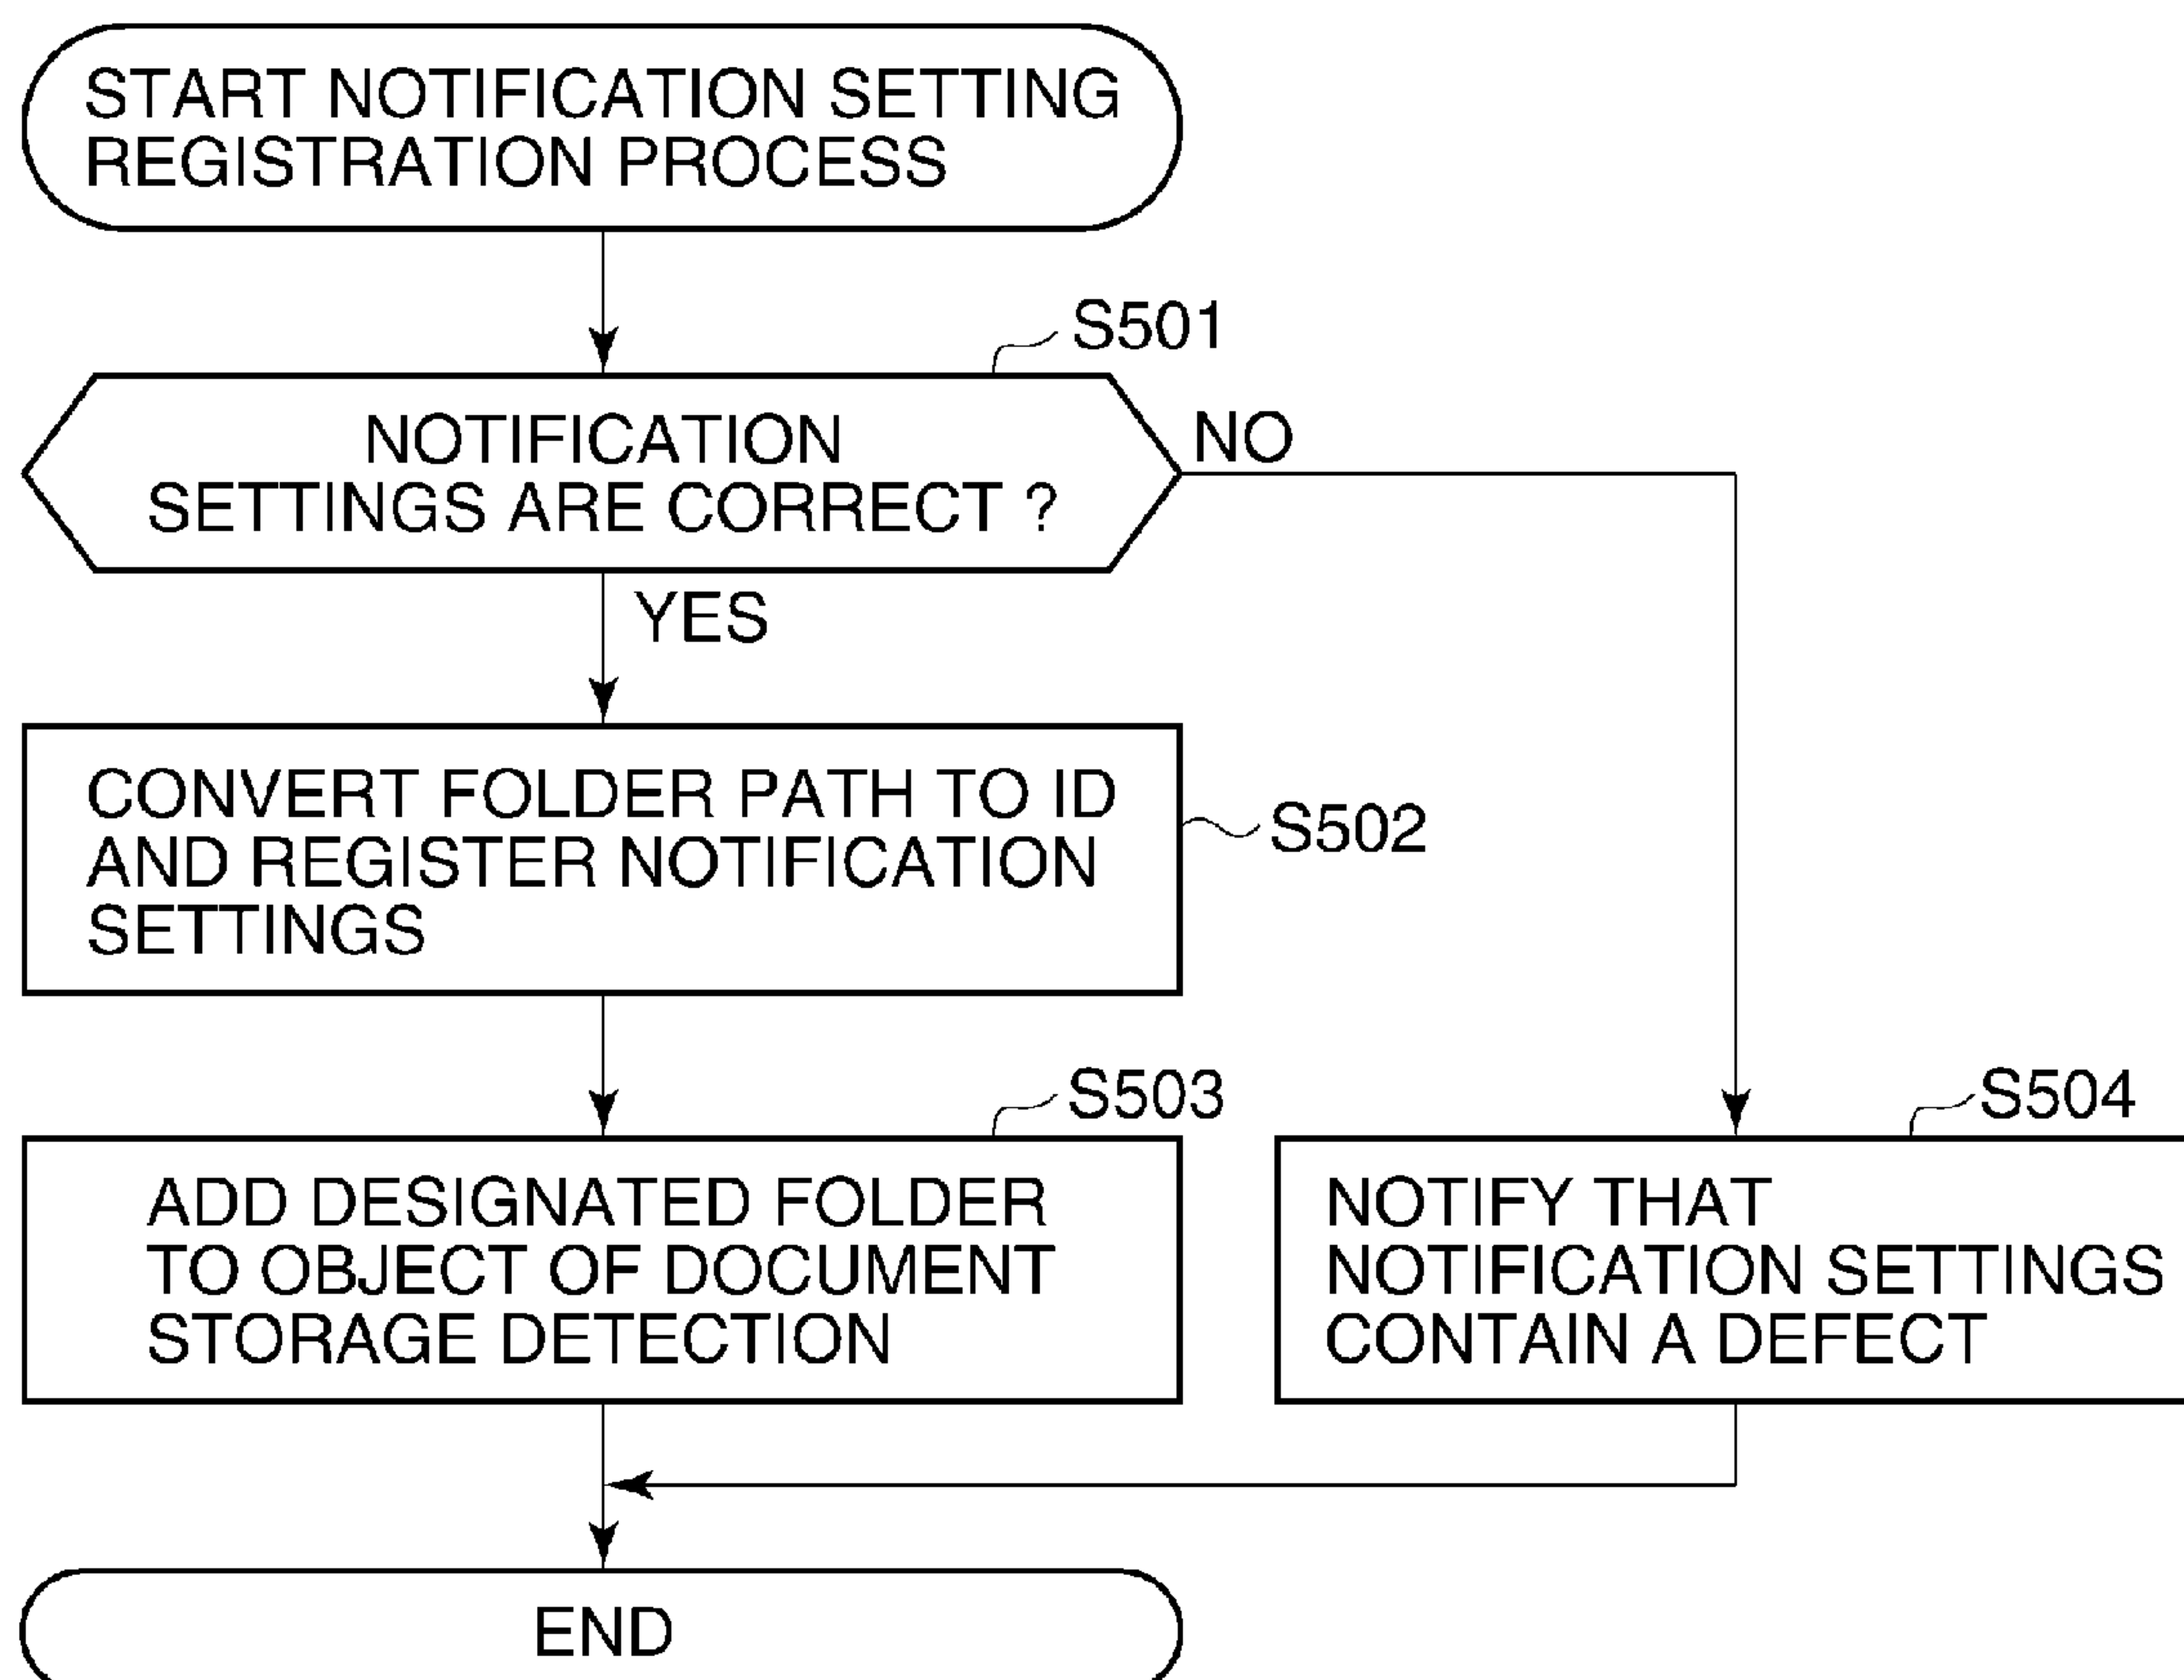 START NOTIFICATION SETTING
REGISTRATION PROCESS
S501
NOTIFICATION
SETTINGS ARE CORRECT ?
NO
YES
CONVERT FOLDER PATH TO ID
AND REGISTER NOTIFICATION
SETTINGS
S502
S503
ADD DESIGNATED FOLDER
TO OBJECT OF DOCUMENT
STORAGE DETECTION
S504
NOTIFY THAT
NOTIFICATION SETTINGS
CONTAIN A DEFECT
END